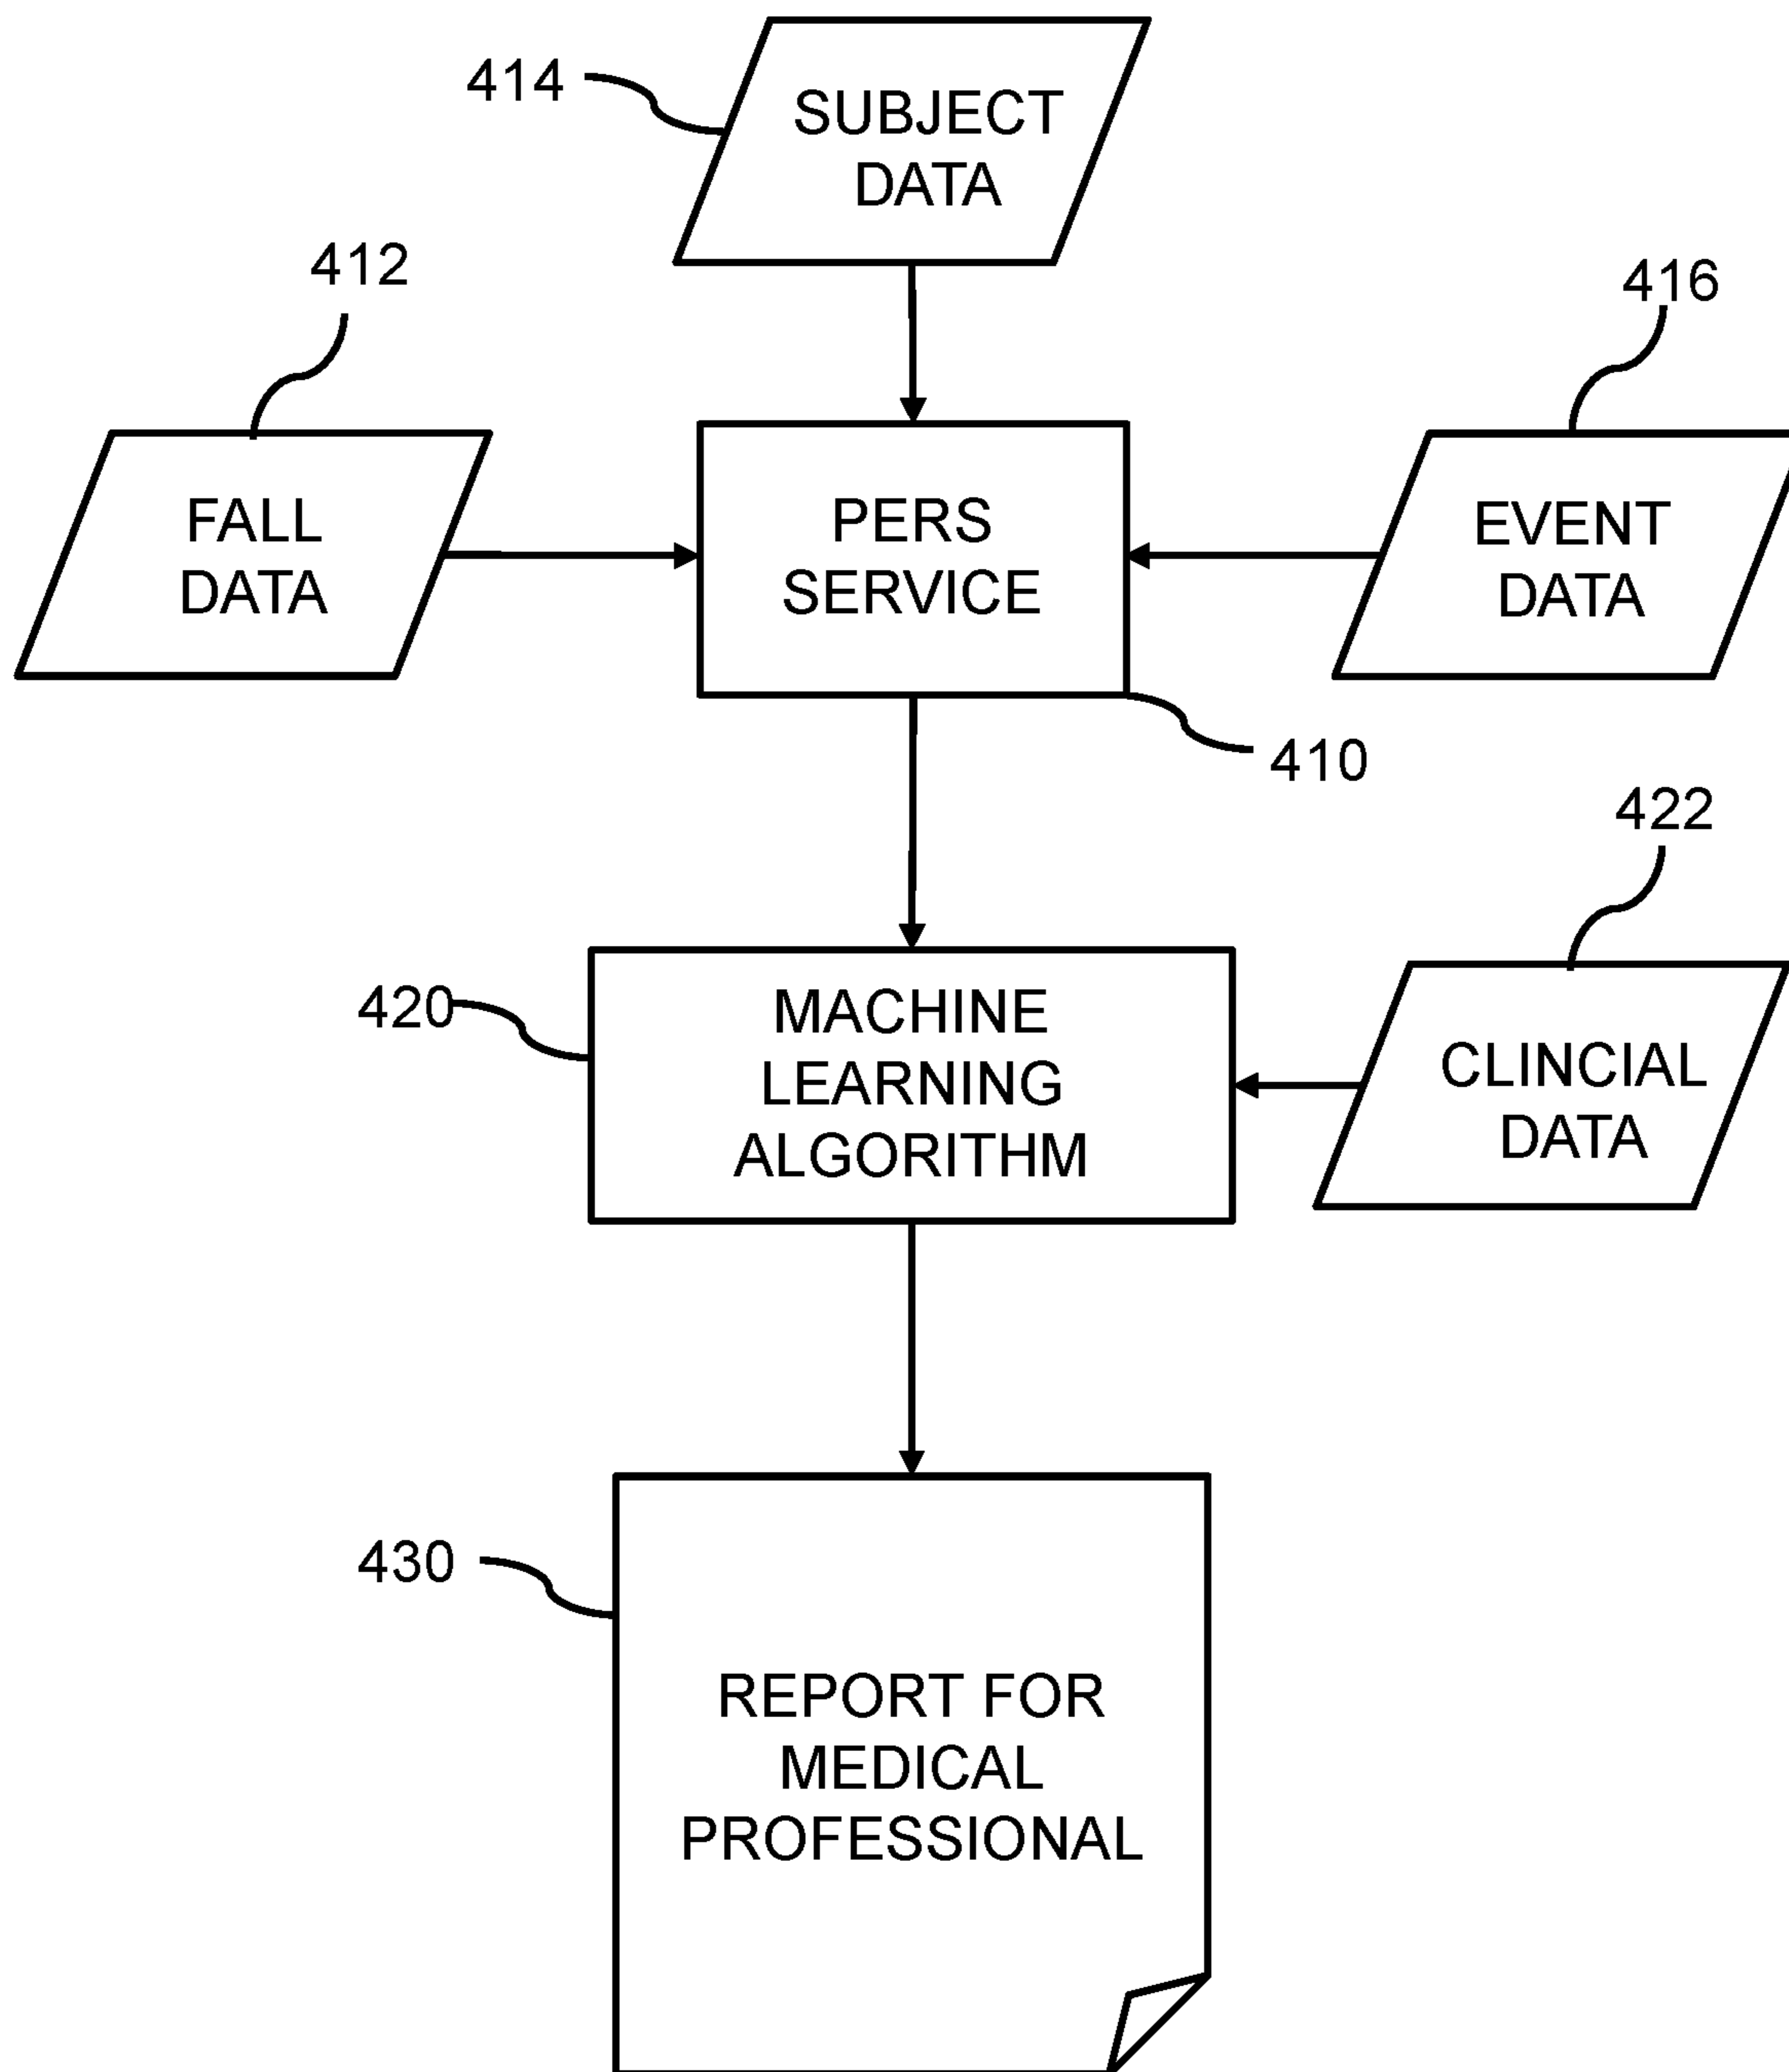 414
SUBJECT
DATA
412
416
FALL
DATA
PERS
SERVICE
EVENT
DATA
410
422
420
MACHINE
LEARNING
ALGORITHM
CLINCIAL
DATA
430
REPORT FOR
MEDICAL
PROFESSIONAL